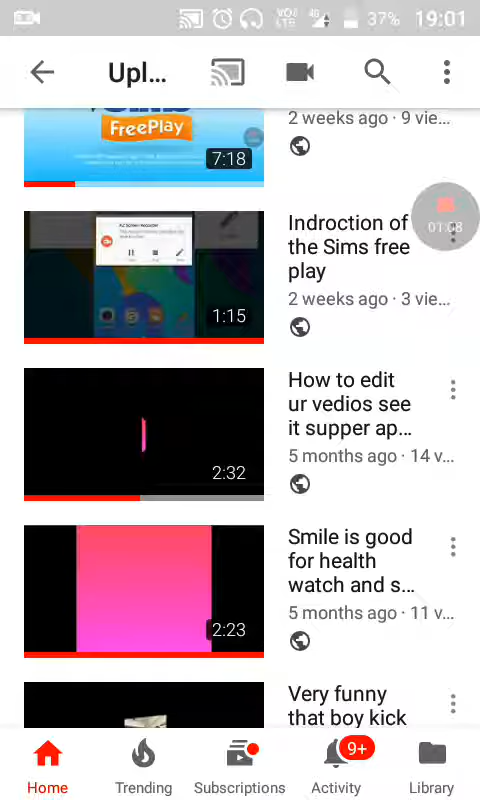 VO) LTE 4G 37% 19:01
Upl...
FreePlay
7:18
2 weeks ago · 9 vie...
01:08
Indroction of
the Sims free
play
2 weeks ago · 3 vie...
1:15
How to edit
ur vedios see
it supper ap...
5 months ago · 14 v...
2:32
Smile is good
for health
watch and s...
5 months ago · 11 v...
2:23
Very funny
that boy kick
9+
Home Trending Subscriptions Activity Library